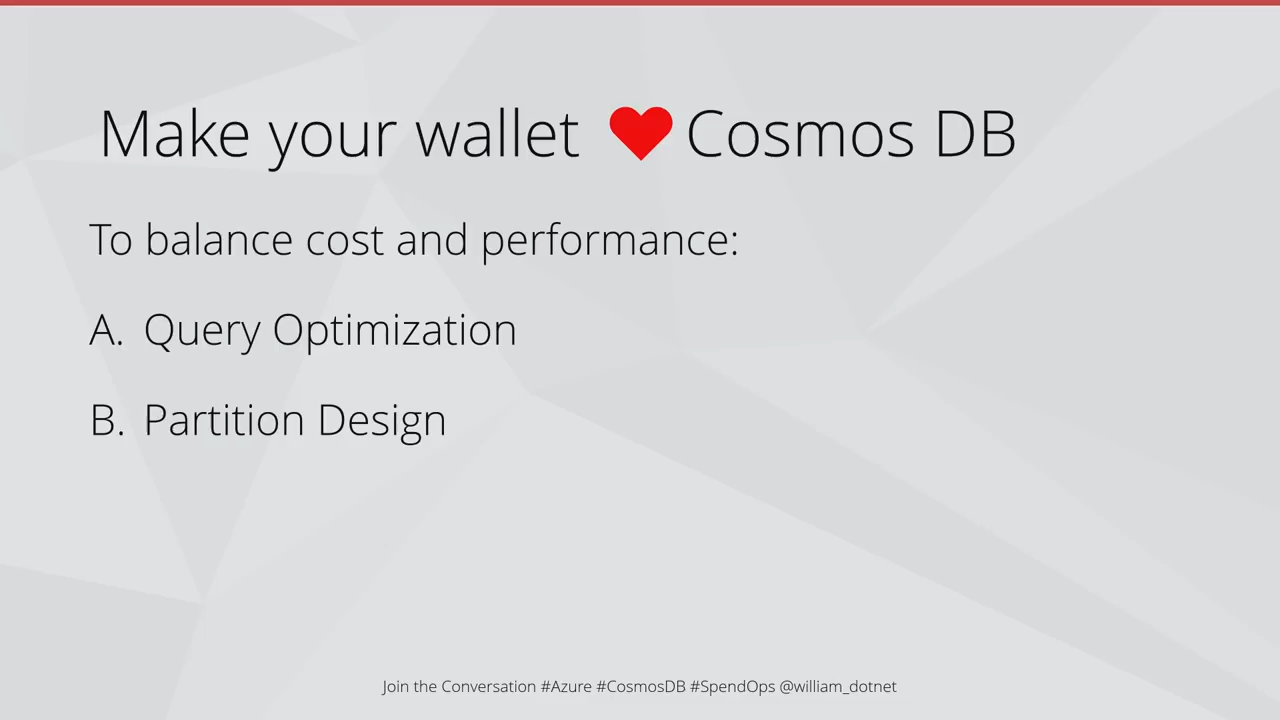 Make your wallet ❤ Cosmos DB
To balance cost and performance:
A. Query Optimization
B. Partition Design
Join the Conversation #Azure #CosmosDB #SpendOps @william_dotnet